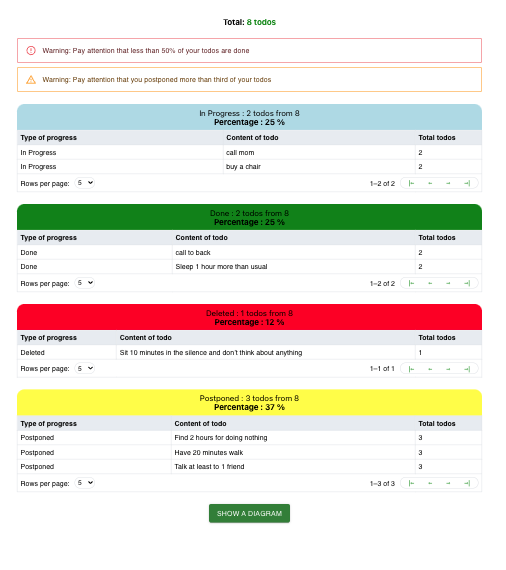 Total: 8 todos
Warning: Pay attention that less than 50% of your todos are done
Warning: Pay attention that you postponed more than third of your todos
In Progress : 2 todos from 8
Percentage : 25 %
Type of progress Content of todo Total todos
In Progress call mom 2
In Progress buy a chair 2
Rows per page: 5 1–2 of 2
Done : 2 todos from 8
Percentage : 25 %
Type of progress Content of todo Total todos
Done call to back 2
Done Sleep 1 hour more than usual 2
Rows per page: 5 1–2 of 2
Deleted : 1 todos from 8
Percentage : 12 %
Type of progress Content of todo Total todos
Deleted Sit 10 minutes in the silence and don't think about anything 1
Rows per page: 5 1–1 of 1
Postponed : 3 todos from 8
Percentage : 37 %
Type of progress Content of todo Total todos
Postponed Find 2 hours for doing nothing 3
Postponed Have 20 minutes walk 3
Postponed Talk at least to 1 friend 3
Rows per page: 5 1–3 of 3
SHOW A DIAGRAM